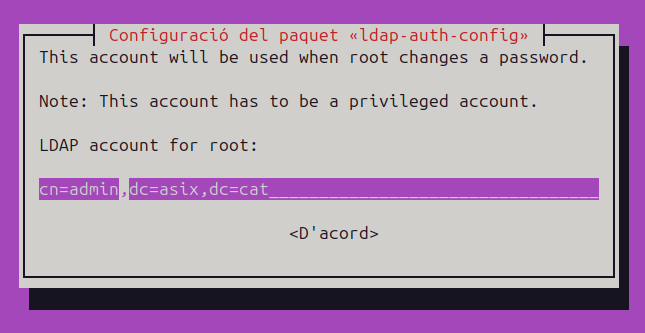 Configuració del paquet «ldap-auth-config»
This account will be used when root changes a password.
Note: This account has to be a privileged account.
LDAP account for root:
cn=admin,dc=asix,dc=cat_________________________________
<D'acord>